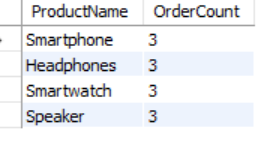 ProductName OrderCount
Smartphone 3
Headphones 3
Smartwatch 3
Speaker 3